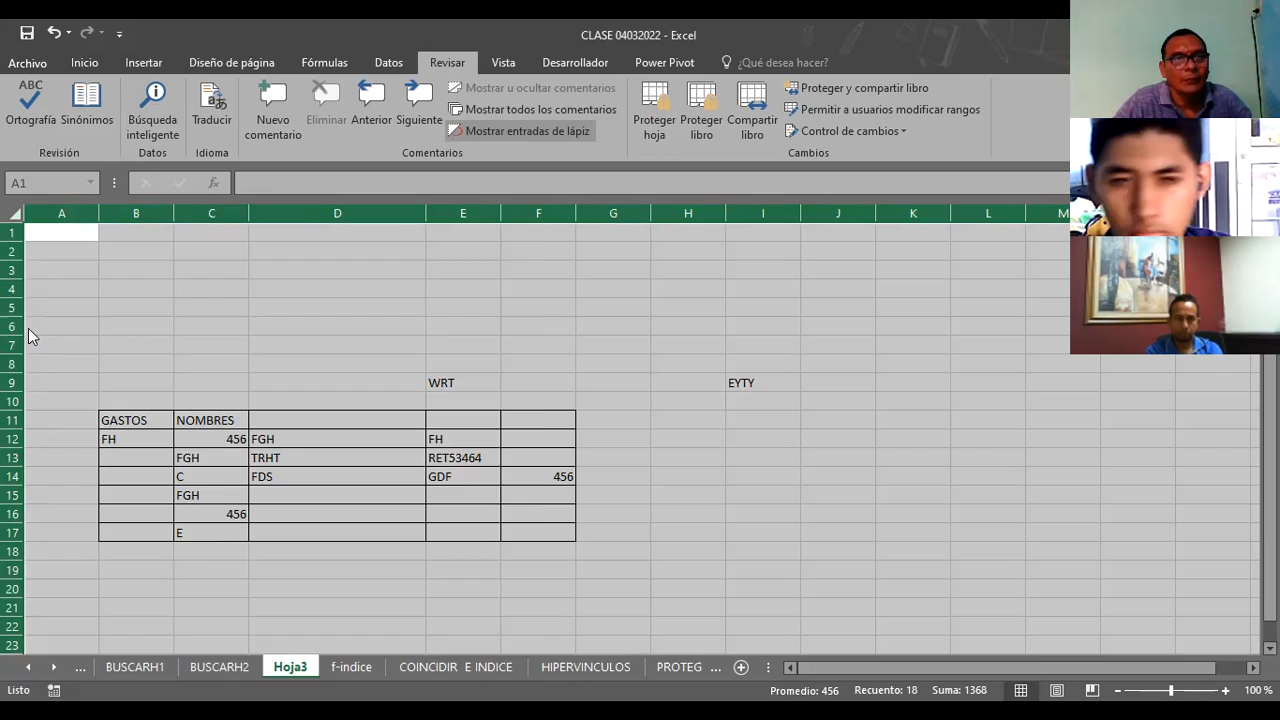 CLASE 04032022 - Excel
Archivo Inicio Insertar Diseño de página Fórmulas Datos Revisar Vista Desarrollador Power Pivot ¿Qué desea hacer?
ABC
Ortografía Sinónimos
Revisión
Búsqueda inteligente
Datos
Traducir
Idioma
Nuevo comentario
Eliminar Anterior Siguiente
Mostrar u ocultar comentarios
Mostrar todos los comentarios
Mostrar entradas de lápiz
Comentarios
Proteger hoja
Proteger libro
Compartir libro
Proteger y compartir libro
Permitir a usuarios modificar rangos
Control de cambios
Cambios
A1 fx
A B C D E F G H I J K L M
1
2
3
4
5
6
7
8
9 WRT EYTY
10
11 GASTOS NOMBRES
12 FH 456 FGH FH
13 FGH TRHT RET53464
14 C FDS GDF 456
15 FGH
16 456
17 E
18
19
20
21
22
23
... BUSCARH1 BUSCARH2 Hoja3 f-indice COINCIDIR E INDICE HIPERVINCULOS PROTEG ...
Listo Promedio: 456 Recuento: 18 Suma: 1368 100 %